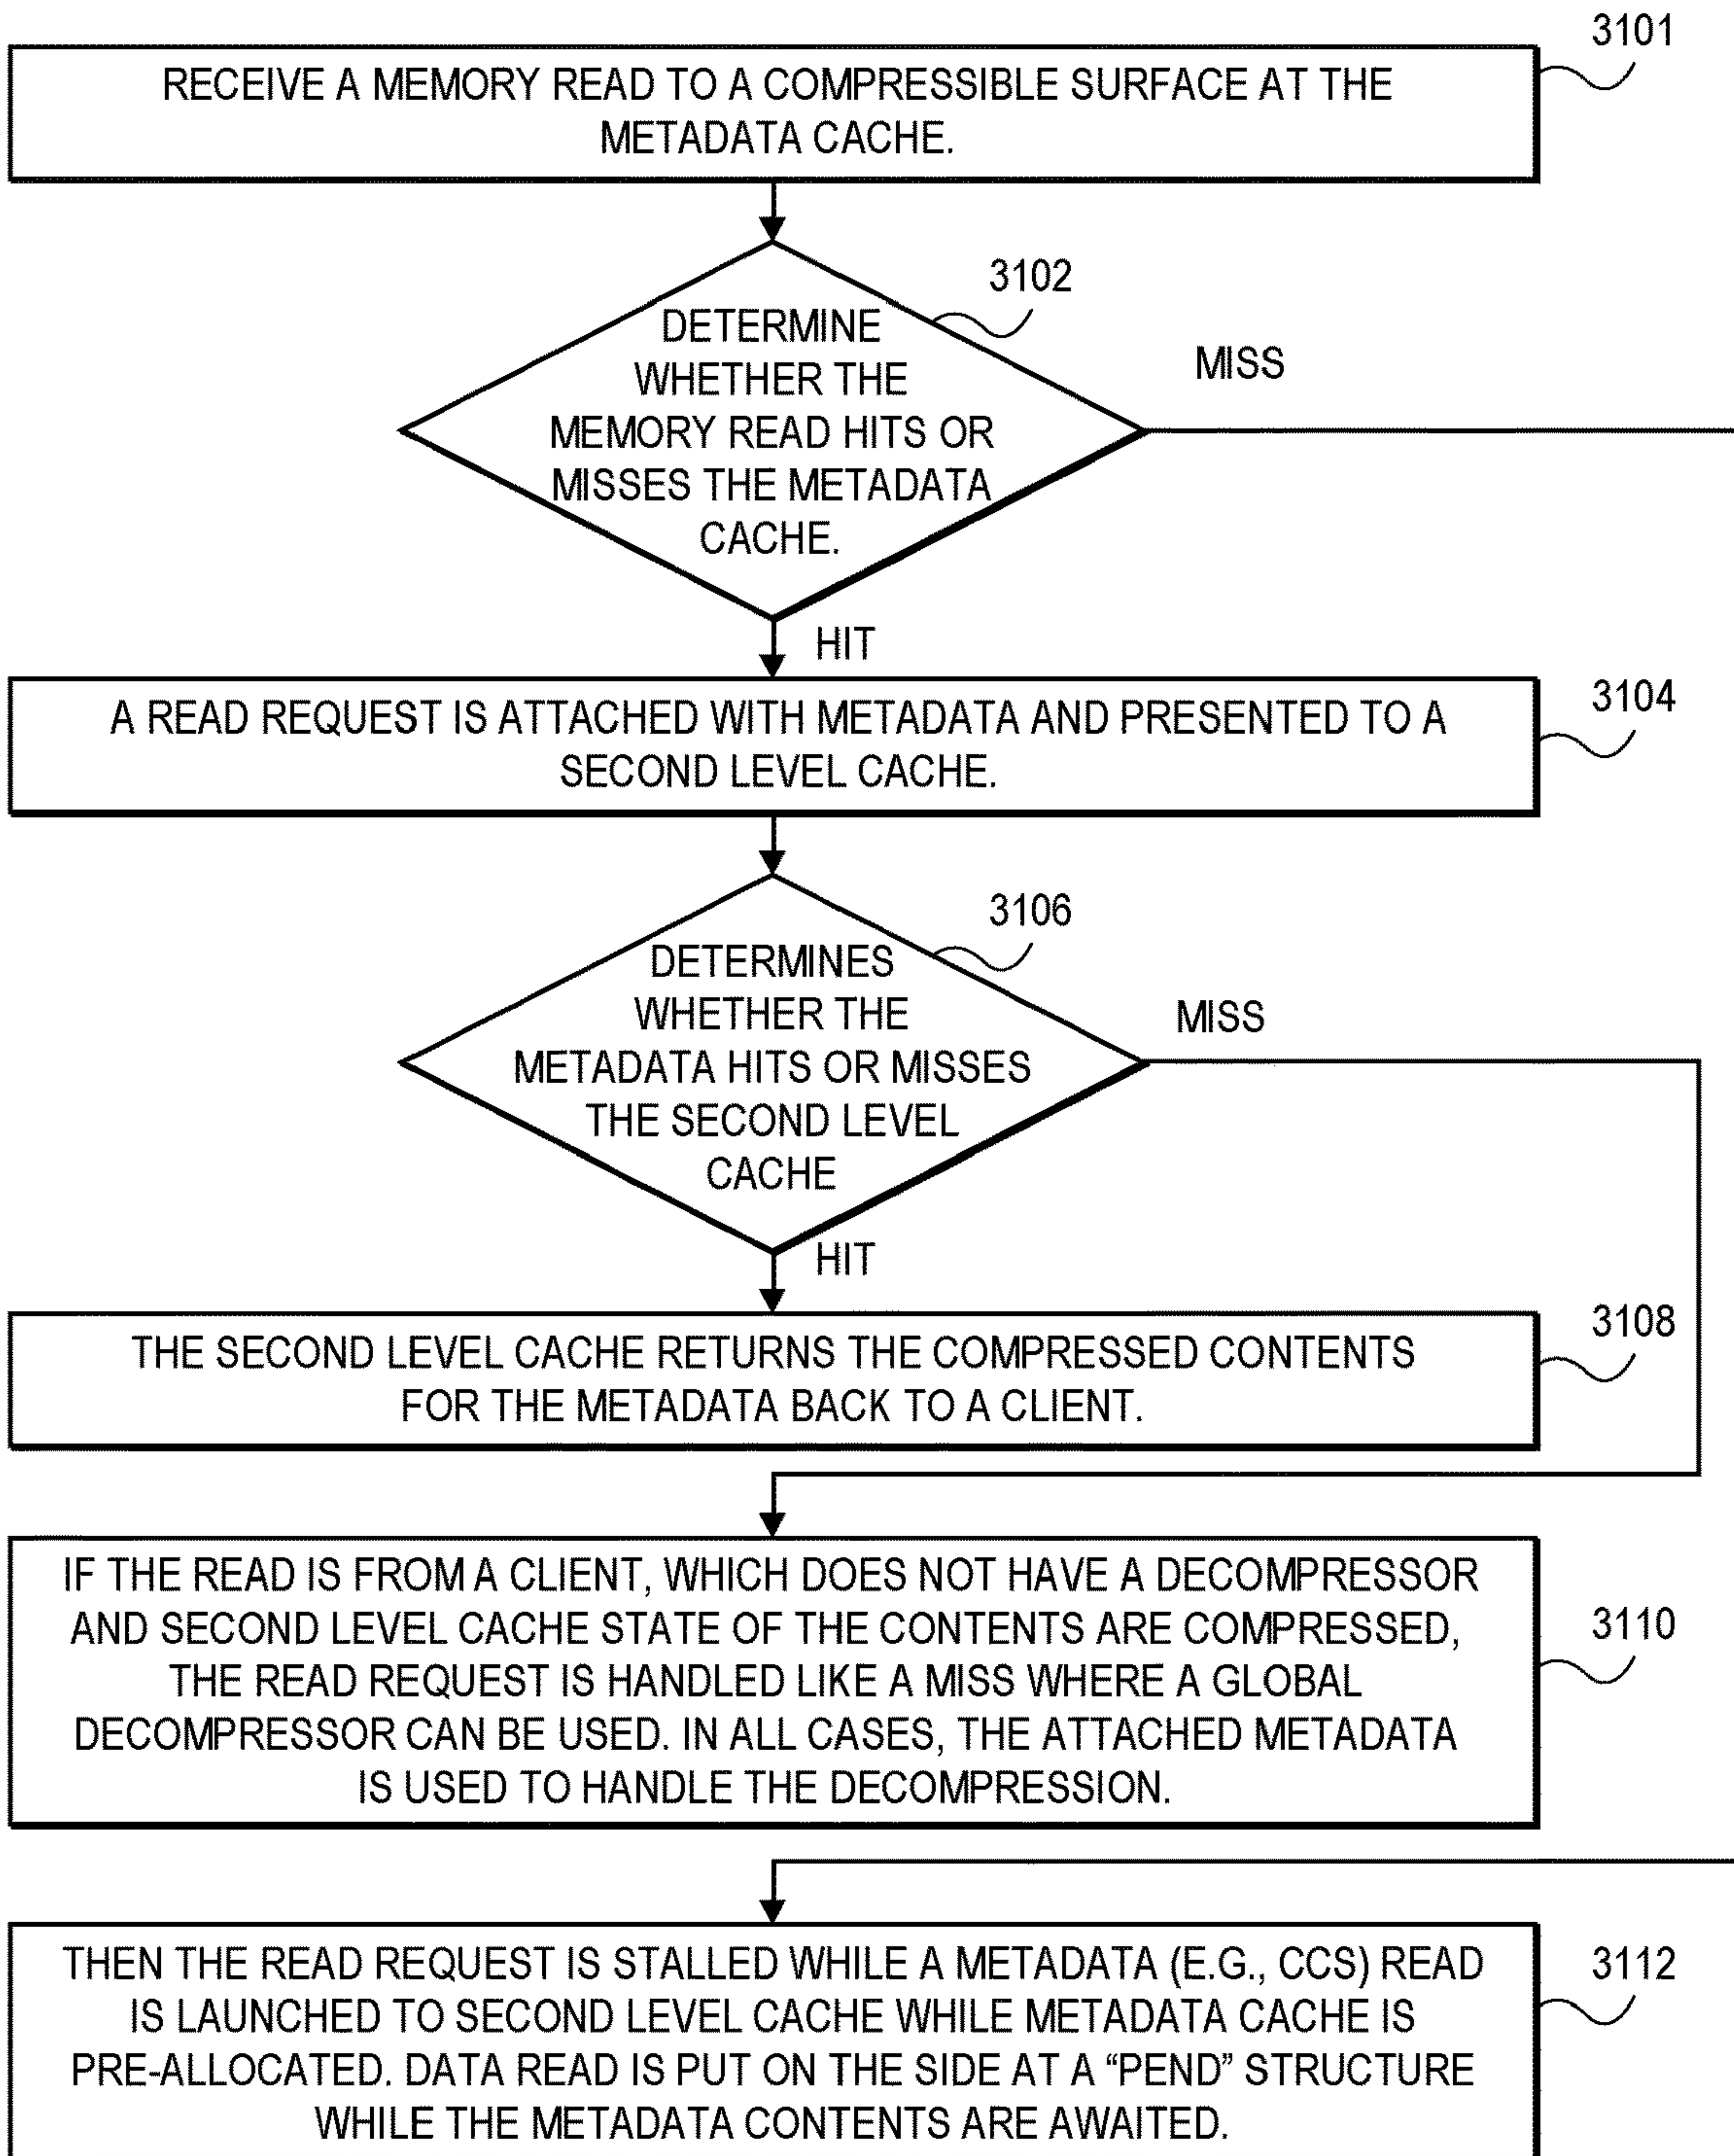 3101
RECEIVE A MEMORY READ TO A COMPRESSIBLE SURFACE AT THE
METADATA CACHE.
3102
DETERMINE
WHETHER THE
MEMORY READ HITS OR
MISSES THE METADATA
CACHE.
MISS
HIT
3104
A READ REQUEST IS ATTACHED WITH METADATA AND PRESENTED TO A
SECOND LEVEL CACHE.
3106
DETERMINES
WHETHER THE
METADATA HITS OR MISSES
THE SECOND LEVEL
CACHE
MISS
HIT
3108
THE SECOND LEVEL CACHE RETURNS THE COMPRESSED CONTENTS
FOR THE METADATA BACK TO A CLIENT.
IF THE READ IS FROM A CLIENT, WHICH DOES NOT HAVE A DECOMPRESSOR
AND SECOND LEVEL CACHE STATE OF THE CONTENTS ARE COMPRESSED,
THE READ REQUEST IS HANDLED LIKE A MISS WHERE A GLOBAL
DECOMPRESSOR CAN BE USED. IN ALL CASES, THE ATTACHED METADATA
IS USED TO HANDLE THE DECOMPRESSION.
3110
THEN THE READ REQUEST IS STALLED WHILE A METADATA (E.G., CCS) READ
IS LAUNCHED TO SECOND LEVEL CACHE WHILE METADATA CACHE IS
PRE-ALLOCATED. DATA READ IS PUT ON THE SIDE AT A “PEND” STRUCTURE
WHILE THE METADATA CONTENTS ARE AWAITED.
3112